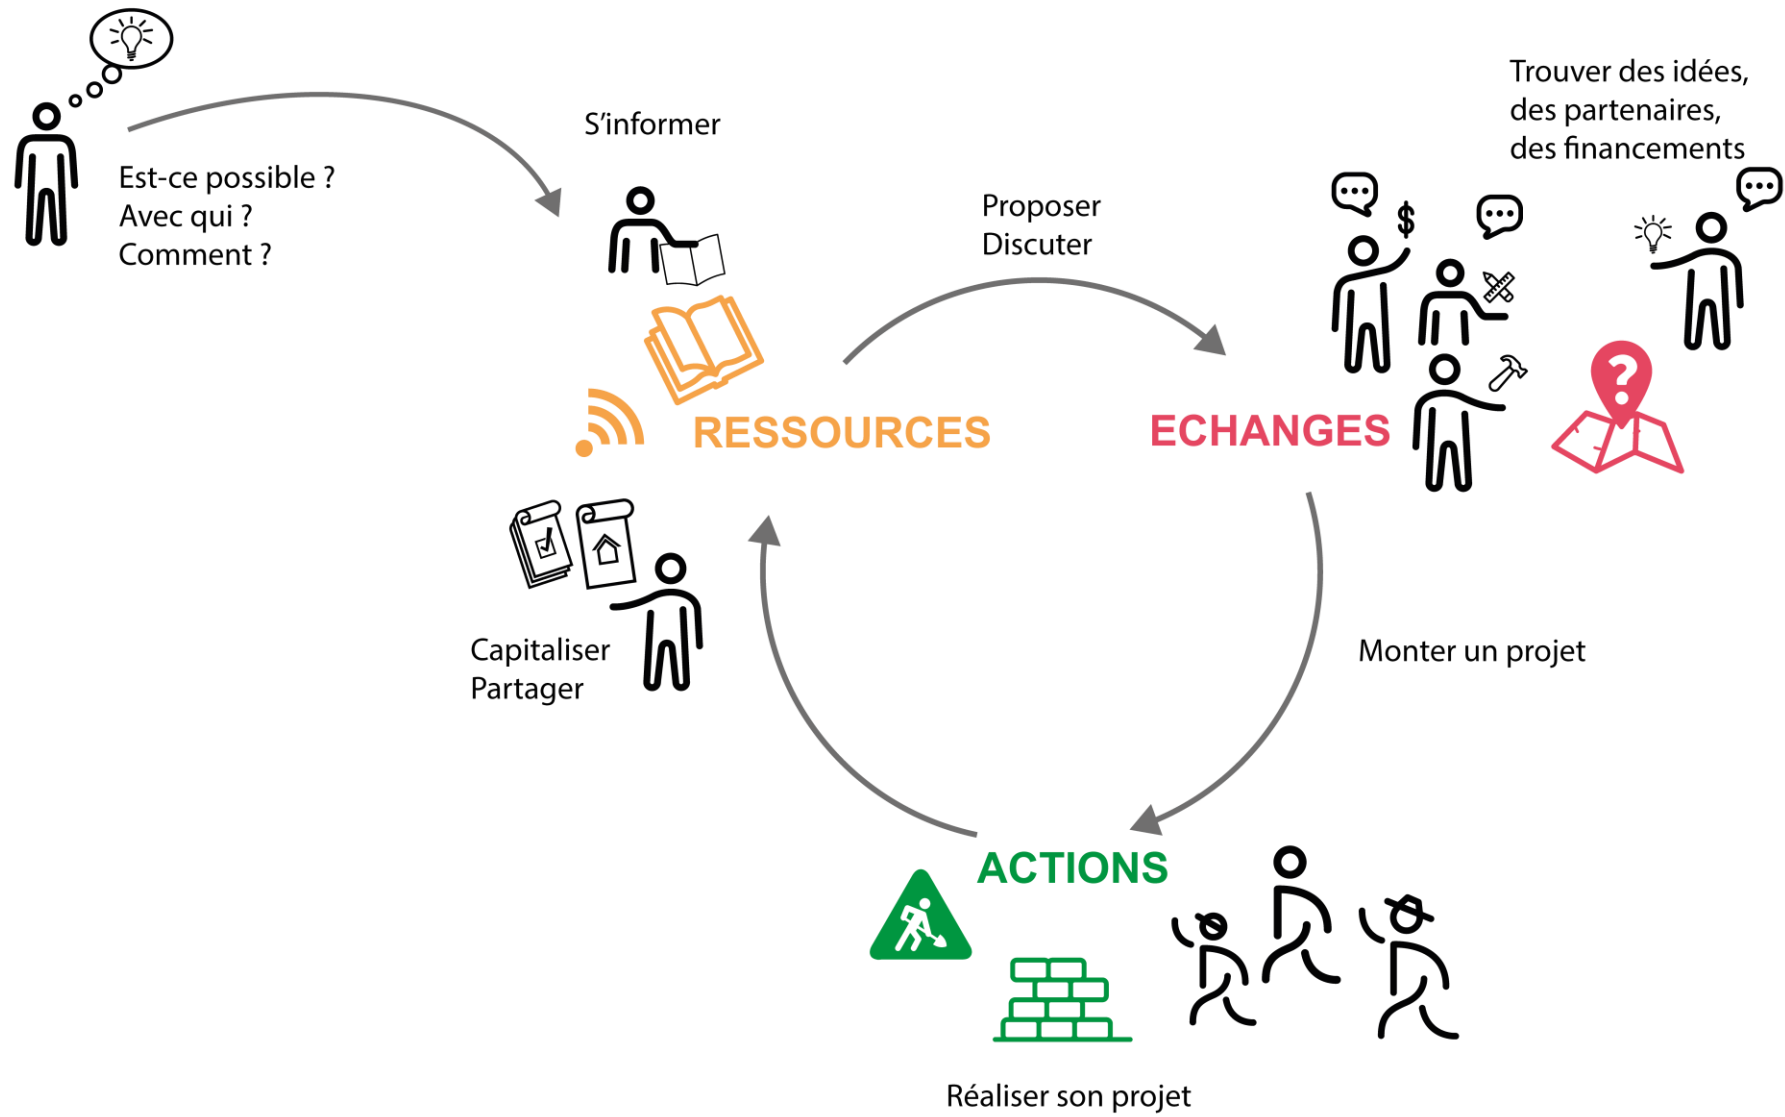 Est-ce possible ?
Avec qui ?
Comment ?
S'informer
Proposer
Discuter
Trouver des idées,
des partenaires,
des financements
$
?
RESSOURCES
ECHANGES
Capitaliser
Partager
Monter un projet
ACTIONS
Réaliser son projet